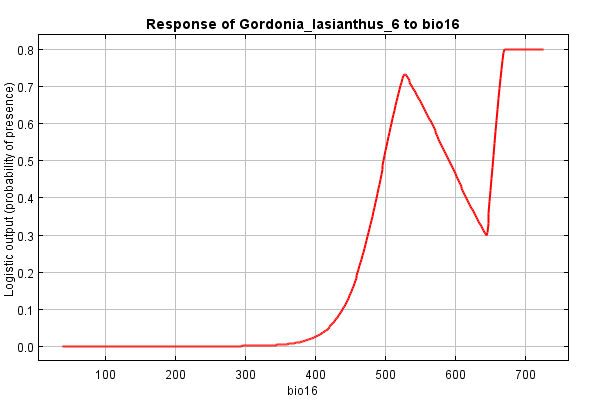 Response of Gordonia_lasianthus_6 to bio16
Logistic output (probability of presence)
0.8
0.7
0.6
0.5
0.4
0.3
0.2
0.1
0.0
100 200 300 400 500 600 700
bio16